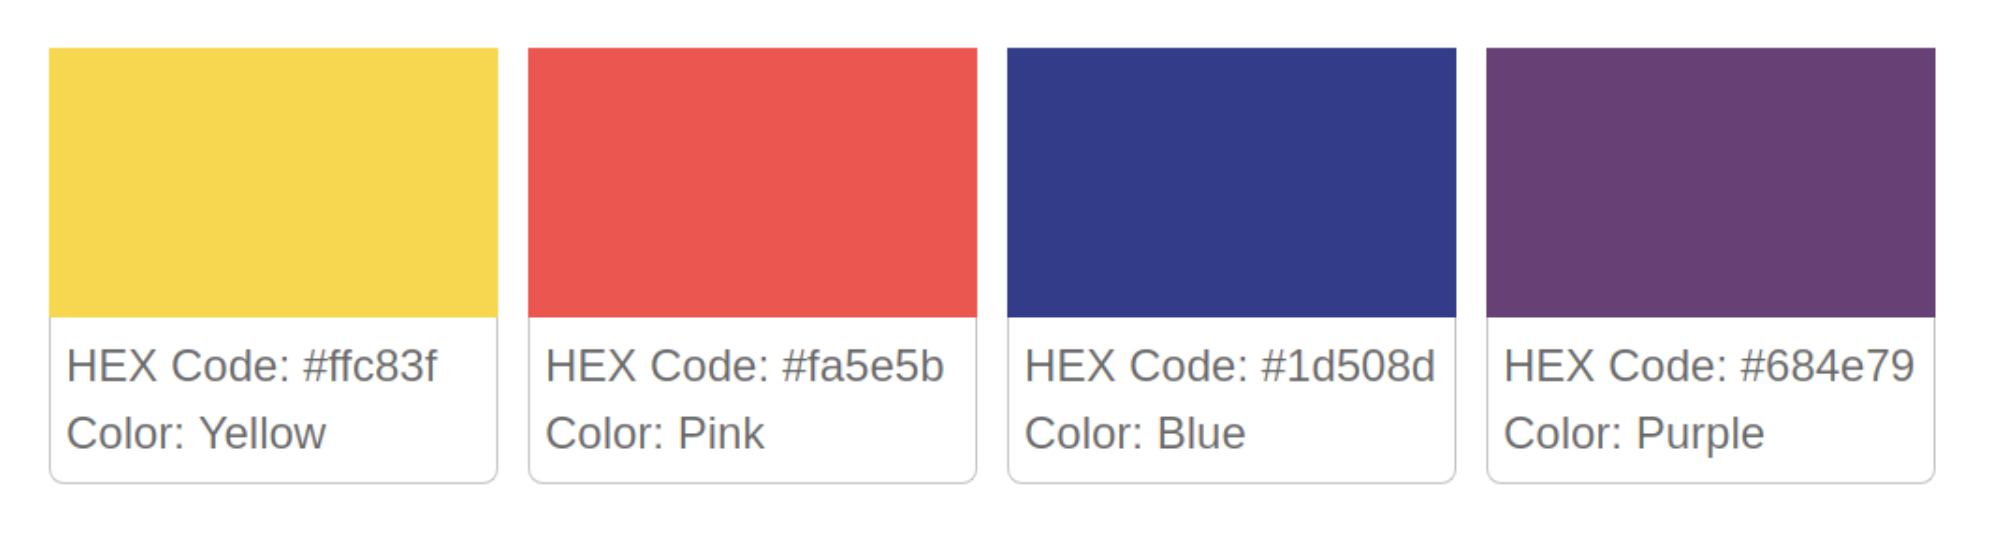 HEX Code: #ffc83f
Color: Yellow
HEX Code: #fa5e5b
Color: Pink
HEX Code: #1d508d
Color: Blue
HEX Code: #684e79
Color: Purple